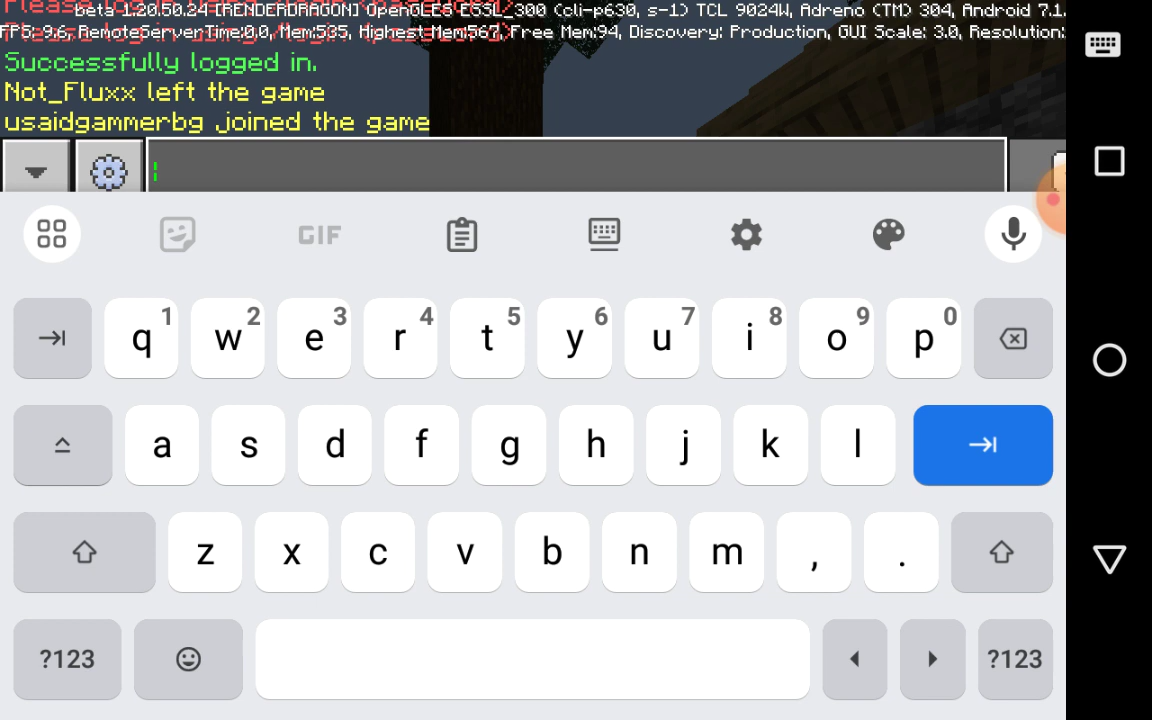 Beta 1.20.50.24 [RENDERDRAGON] OpenGLES ESSL_300 (cli-p630, s-1) TCL 9024W, Adreno (TM) 304, Android 7.1.
FPS: 9.6, RemoteServerTime:0.0, Mem:535, Highest Mem:567, Free Mem:94, Discovery: Production, GUI Scale: 3.0, Resolution:
Successfully logged in.
Not_Fluxx left the game
usaidgammerbg joined the game
GIF
q 1 w 2 e 3 r 4 t 5 y 6 u 7 i 8 o 9 p 0
a s d f g h j k l
z x c v b n m , .
?123 ?123